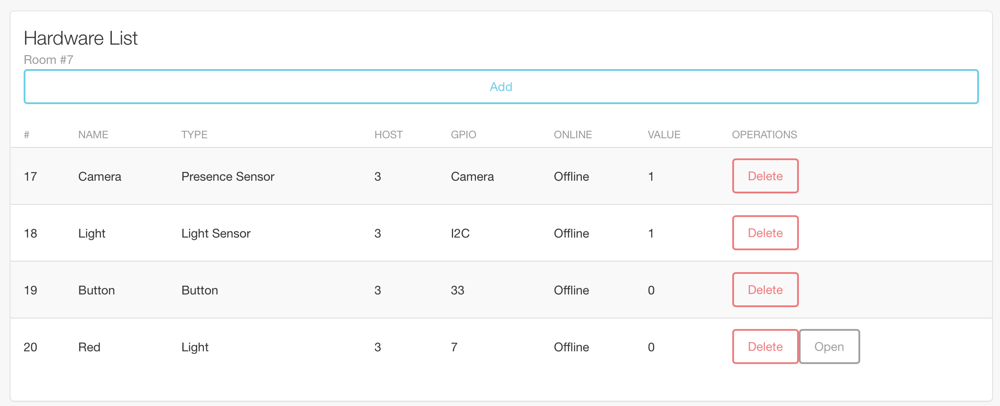 Hardware List
Room #7
Add
# NAME TYPE HOST GPIO ONLINE VALUE OPERATIONS
17 Camera Presence Sensor 3 Camera Offline 1 Delete
18 Light Light Sensor 3 I2C Offline 1 Delete
19 Button Button 3 33 Offline 0 Delete
20 Red Light 3 7 Offline 0 Delete Open